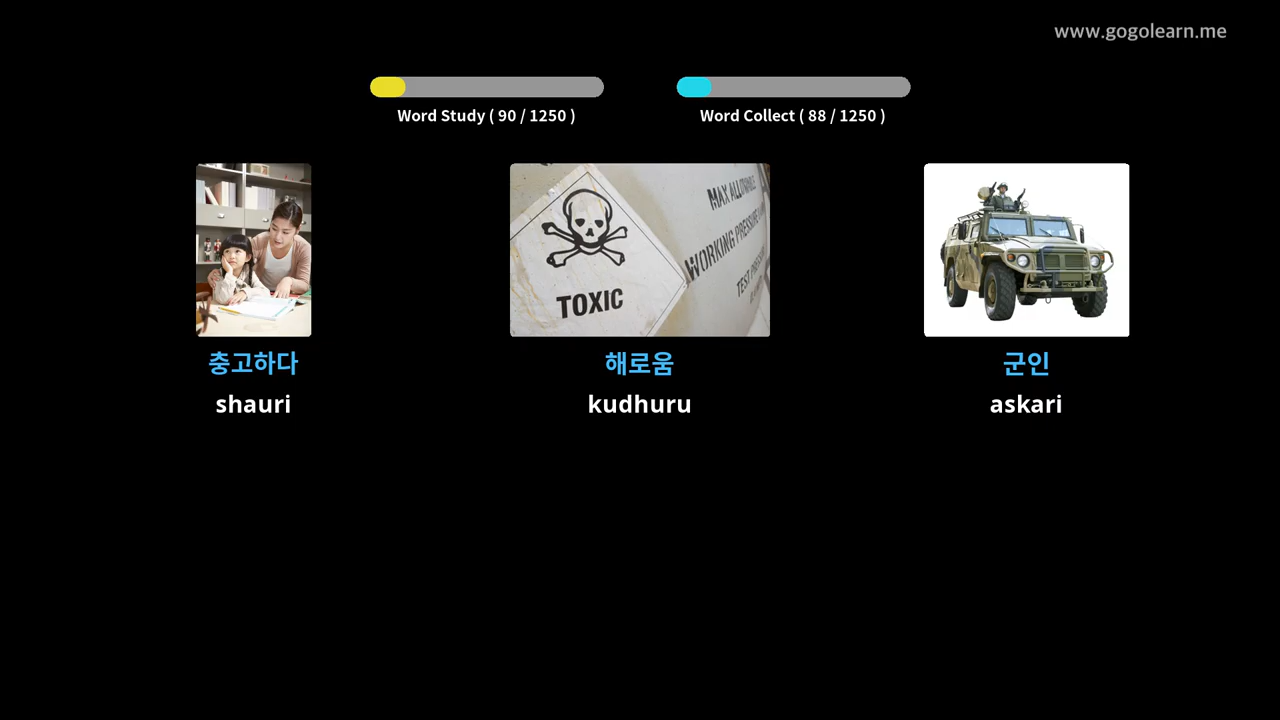 www.gogolearn.me
Word Study ( 90 / 1250 )
Word Collect ( 88 / 1250 )
TOXIC
MAX ALLOWABLE
WORKING PRESSURE
TEST
충고하다
해로움
군인
shauri
kudhuru
askari